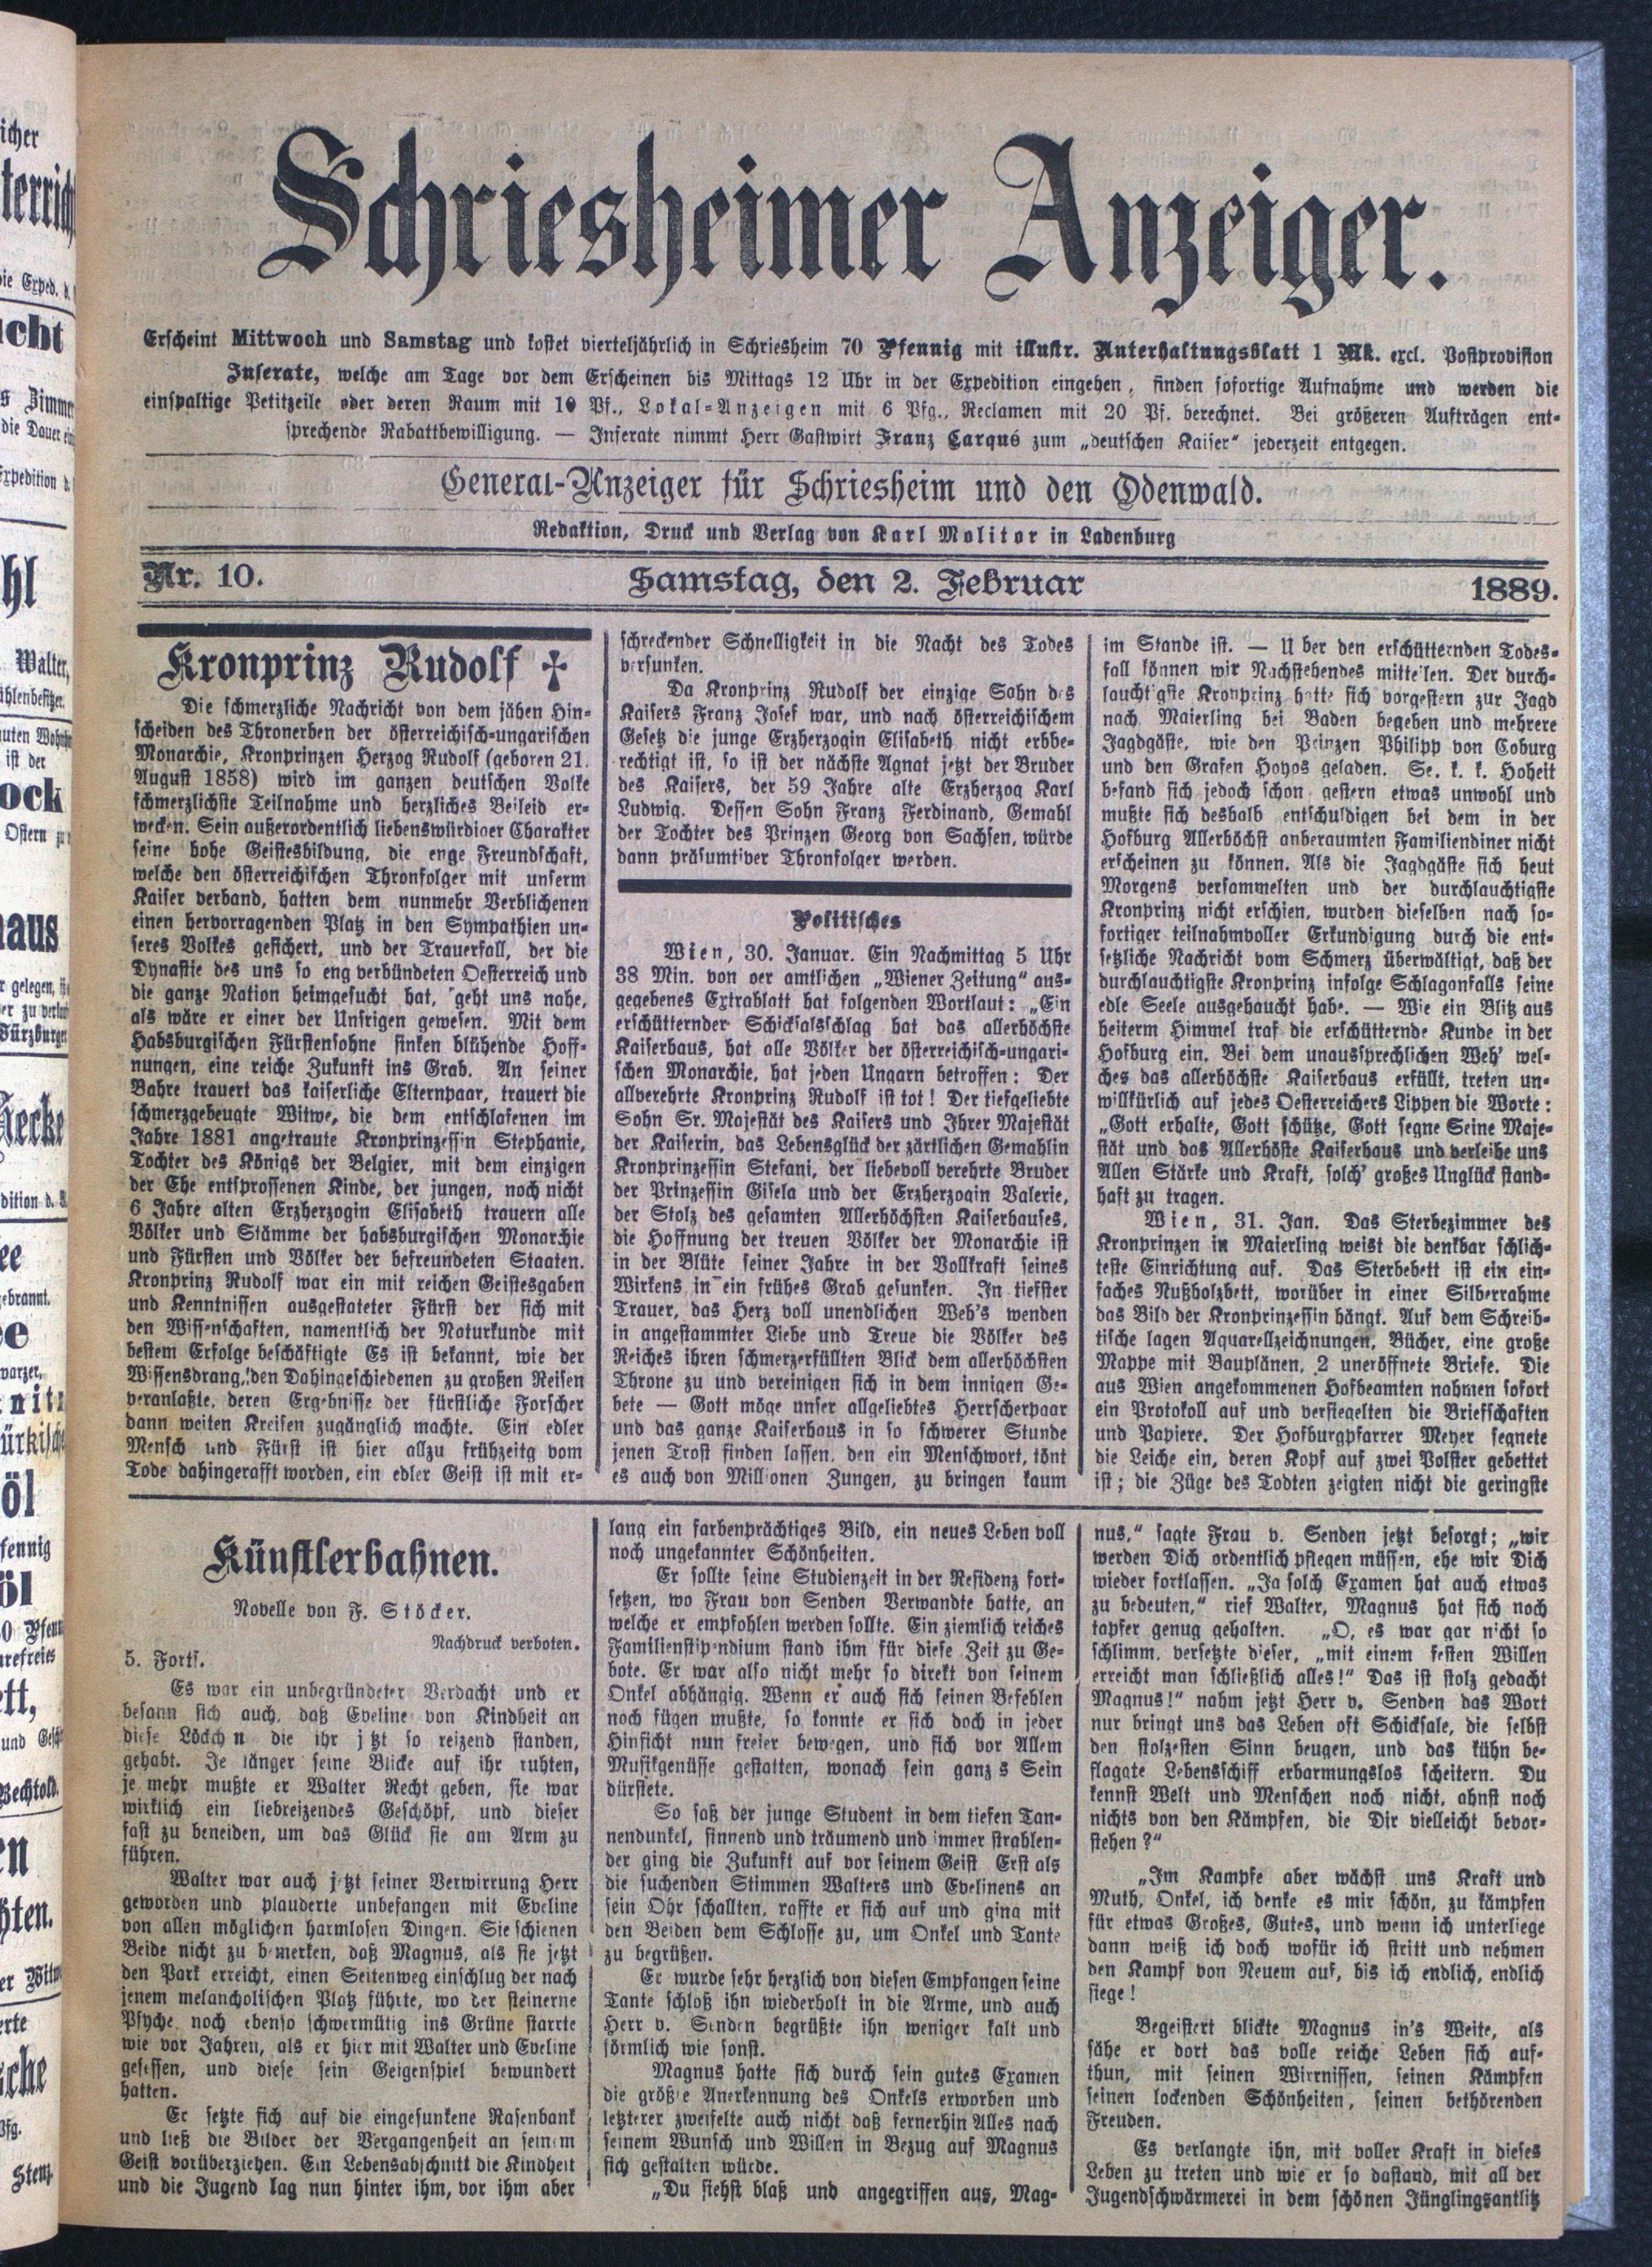 Schriesheimer Anzeiger.
Erscheint Mittwoch und Samstag und kostet vierteljährlich in Schriesheim 70 Pfennig mit illustr. Unterhaltungsblatt 1 Mk. excl. Postprovision
Inserate, welche am Tage vor dem Erscheinen bis Mittags 12 Uhr in der Expedition eingehen, finden sofortige Aufnahme und werden die
einspaltige Petitzeile oder deren Raum mit 10 Pf., Lokal-Anzeigen mit 6 Pfg., Reclamen mit 20 Pf. berechnet. Bei größeren Aufträgen ent-
sprechende Rabattbewilligung. — Inserate nimmt Herr Gastwirt Franz Carqué zum „deutschen Kaiser“ jederzeit entgegen.
General-Anzeiger für Schriesheim und den Odenwald.
Redaktion, Druck und Verlag von Karl Molitor in Ladenburg
Nr. 10. Samstag, den 2. Februar 1889.
Kronprinz Rudolf ✝
Die schmerzliche Nachricht von dem jähen Hin-
scheiden des Thronerben der österreichisch-ungarischen
Monarchie, Kronprinzen Herzog Rudolf (geboren 21.
August 1858) wird im ganzen deutschen Volke
schmerzlichste Teilnahme und herzliches Beileid er-
wecken. Sein außerordentlich liebenswürdiger Charakter
seine hohe Geistesbildung, die enge Freundschaft,
welche den österreichischen Thronfolger mit unserm
Kaiser verband, hatten dem nunmehr Verblichenen
einen hervorragenden Platz in den Sympathien un-
seres Volkes gesichert, und der Trauerfall, der die
Dynastie des uns so eng verbündeten Oesterreich und
die ganze Nation heimgesucht hat, geht uns nahe,
als wäre er einer der Unsrigen gewesen. Mit dem
Habsburgischen Fürstensohne sinken blühende Hoff-
nungen, eine reiche Zukunft ins Grab. An seiner
Bahre trauert das kaiserliche Elternpaar, trauert die
schmerzgebeugte Witwe, die dem entschlafenen im
Jahre 1881 angetraute Kronprinzessin Stephanie,
Tochter des Königs der Belgier, mit dem einzigen
der Ehe entsprossenen Kinde, der jungen, noch nicht
6 Jahre alten Erzherzogin Elisabeth trauern alle
Völker und Stämme der habsburgischen Monarchie
und Fürsten und Völker der befreundeten Staaten.
Kronprinz Rudolf war ein mit reichen Geistesgaben
und Kenntnissen ausgestateter Fürst der sich mit
den Wissenschaften, namentlich der Naturkunde mit
bestem Erfolge beschäftigte Es ist bekannt, wie der
Wissensdrang, den Dahingeschiedenen zu großen Reisen
veranlaßte, deren Ergebnisse der fürstliche Forscher
dann weiten Kreisen zugänglich machte. Ein edler
Mensch und Fürst ist hier allzu frühzeitg vom
Tode dahingerafft worden, ein edler Geist ist mit er-
schreckender Schnelligkeit in die Nacht des Todes
versunken.
Da Kronprinz Rudolf der einzige Sohn des
Kaisers Franz Josef war, und nach österreichischem
Gesetz die junge Erzherzogin Elisabeth nicht erbbe-
rechtigt ist, so ist der nächste Agnat jetzt der Bruder
des Kaisers, der 59 Jahre alte Erzherzog Karl
Ludwig. Dessen Sohn Franz Ferdinand, Gemahl
der Tochter des Prinzen Georg von Sachsen, würde
dann präsumtiver Thronfolger werden.
Politisches
Wien, 30. Januar. Ein Nachmittag 5 Uhr
38 Min. von der amtlichen „Wiener Zeitung“ aus-
gegebenes Extrablatt hat folgenden Wortlaut: „Ein
erschütternder Schicksalsschlag hat das allerhöchste
Kaiserhaus, hat alle Völker der österreichisch-ungari-
schen Monarchie, hat jeden Ungarn betroffen: Der
allverehrte Kronprinz Rudolf ist tot! Der tiefgeliebte
Sohn Sr. Majestät des Kaisers und Ihrer Majestät
der Kaiserin, das Lebensglück der zärtlichen Gemahlin
Kronprinzessin Stefani, der liebevoll verehrte Bruder
der Prinzessin Gisela und der Erzherzogin Valerie,
der Stolz des gesamten Allerhöchsten Kaiserhauses,
die Hoffnung der treuen Völker der Monarchie ist
in der Blüte seiner Jahre in der Vollkraft seines
Wirkens in ein frühes Grab gesunken. In tiefster
Trauer, das Herz voll unendlichen Weh's wenden
in angestammter Liebe und Treue die Völker des
Reiches ihren schmerzerfüllten Blick dem allerhöchsten
Throne zu und vereinigen sich in dem innigen Ge-
bete — Gott möge unser allgeliebtes Herrscherpaar
und das ganze Kaiserhaus in so schwerer Stunde
jenen Trost finden lassen, den ein Menschwort, tönt
es auch von Millionen Zungen, zu bringen kaum
im Stande ist. — U ber den erschütternden Todes-
fall können wir Nachstehendes mitteilen. Der durch-
lauchtigste Kronprinz hatte sich vorgestern zur Jagd
nach Maierling bei Baden begeben und mehrere
Jagdgäste, wie den Prinzen Philipp von Coburg
und den Grafen Hoyos geladen. Se. k. k. Hoheit
befand sich jedoch schon gestern etwas unwohl und
mußte sich deshalb entschuldigen bei dem in der
Hofburg Allerhöchst anberaumten Familiendiner nicht
erscheinen zu können. Als die Jagdgäste sich heut
Morgens versammelten und der durchlauchtigste
Kronprinz nicht erschien, wurden dieselben nach so-
fortiger teilnahmvoller Erkundigung durch die ent-
setzliche Nachricht vom Schmerz überwältigt, daß der
durchlauchtigste Kronprinz infolge Schlaganfalls seine
edle Seele ausgehaucht habe. — Wie ein Blitz aus
heiterm Himmel traf die erschütternde Kunde in der
Hofburg ein. Bei dem unaussprechlichen Weh' wel-
ches das allerhöchste Kaiserhaus erfüllt, treten un-
willkürlich auf jedes Oesterreichers Lippen die Worte:
„Gott erhalte, Gott schütze, Gott segne Seine Maje-
stät und das Allerhöste Kaiserhaus und verleihe uns
Allen Stärke und Kraft, solch' großes Unglück stand-
haft zu tragen.
Wien, 31. Jan. Das Sterbezimmer des
Kronprinzen in Maierling weist die denkbar schlich-
teste Einrichtung auf. Das Sterbebett ist ein ein-
faches Nußholzbett, worüber in einer Silberrahme
das Bild der Kronprinzessin hängt. Auf dem Schreib-
tische lagen Aquarellzeichnungen, Bücher, eine große
Mappe mit Bauplänen, 2 uneröffnete Briefe. Die
aus Wien angekommenen Hofbeamten nahmen sofort
ein Protokoll auf und versiegelten die Briefschaften
und Papiere. Der Hofburgpfarrer Meyer segnete
die Leiche ein, deren Kopf auf zwei Polster gebettet
ist; die Züge des Todten zeigten nicht die geringste
Künstlerbahnen.
Novelle von F. Stöcker.
Nachdruck verboten.
5. Forts.
Es war ein unbegründeter Verdacht und er
besann sich auch, daß Eveline von Kindheit an
diese Löckch n die ihr j tzt so reizend standen,
gehabt. Je länger seine Blicke auf ihr ruhten,
je mehr mußte er Walter Recht geben, sie war
wirklich ein liebreizendes Geschöpf, und dieser
fast zu beneiden, um das Glück sie am Arm zu
führen.
Walter war auch jetzt seiner Verwirrung Herr
geworden und plauderte unbefangen mit Eveline
von allen möglichen harmlosen Dingen. Sie schienen
Beide nicht zu bemerken, daß Magnus, als sie jetzt
den Park erreicht, einen Seitenweg einschlug der nach
jenem melancholischen Platz führte, wo der steinerne
Psyche noch ebenso schwermütig ins Grüne starrte
wie vor Jahren, als er hier mit Walter und Eveline
gesessen, und diese sein Geigenspiel bewundert
hatten.
Er setzte sich auf die eingesunkene Rasenbank
und ließ die Bilder der Vergangenheit an seinem
Geist vorüberziehen. Ein Lebensabschnitt die Kindheit
und die Jugend lag nun hinter ihm, vor ihm aber
lang ein farbenprächtiges Bild, ein neues Leben voll
noch ungekannter Schönheiten.
Er sollte seine Studienzeit in der Residenz fort-
setzen, wo Frau von Senden Verwandte hatte, an
welche er empfohlen werden sollte. Ein ziemlich reiches
Familienstipendium stand ihm für diese Zeit zu Ge-
bote. Er war also nicht mehr so direkt von seinem
Onkel abhängig. Wenn er auch sich seinen Befehlen
noch fügen mußte, so konnte er sich doch in jeder
Hinsicht nun freier bewegen, und sich vor Allem
Musikgenüsse gestatten, wonach sein ganz s Sein
dürstete.
So saß der junge Student in dem tiefen Tan-
nendunkel, sinnend und träumend und immer strahlen-
der ging die Zukunft auf vor seinem Geist Erst als
die suchenden Stimmen Walters und Evelinens an
sein Ohr schallten, raffte er sich auf und ging mit
den Beiden dem Schlosse zu, um Onkel und Tante
zu begrüßen.
Er wurde sehr herzlich von diesen Empfangen seine
Tante schloß ihn wiederholt in die Arme, und auch
Herr v. Senden begrüßte ihn weniger kalt und
förmlich wie sonst.
Magnus hatte sich durch sein gutes Examen
die größte Anerkennung des Onkels erworben und
letzterer zweifelte auch nicht daß fernerhin Alles nach
seinem Wunsch und Willen in Bezug auf Magnus
sich gestalten würde.
„Du siehst blaß und angegriffen aus, Mag-
nus,“ sagte Frau v. Senden jetzt besorgt; „wir
werden Dich ordentlich pflegen müssen, ehe wir Dich
wieder fortlassen. „Ja solch Examen hat auch etwas
zu bedeuten,“ rief Walter, Magnus hat sich noch
tapfer genug gehalten. „O, es war gar nicht so
schlimm, versetzte dieser, „mit einem festen Willen
erreicht man schließlich alles!“ Das ist stolz gedacht
Magnus!“ nahm jetzt Herr v. Senden das Wort
nur bringt uns das Leben oft Schicksale, die selbst
den stolzesten Sinn beugen, und das kühn be-
flagate Lebensschiff erbarmungslos scheitern. Du
kennst Welt und Menschen noch nicht, ahnst noch
nichts von den Kämpfen, die Dir vielleicht bevor-
stehen?“
„Im Kampfe aber wächst uns Kraft und
Muth, Onkel, ich denke es mir schön, zu kämpfen
für etwas Großes, Gutes, und wenn ich unterliege
dann weiß ich doch wofür ich stritt und nehmen
den Kampf von Neuem auf, bis ich endlich, endlich
siege!
Begeistert blickte Magnus in's Weite, als
sähe er dort das volle reiche Leben sich auf-
thun, mit seinen Wirrnissen, seinen Kämpfen
seinen lockenden Schönheiten, seinen bethörenden
Freuden.
Es verlangte ihn, mit voller Kraft in dieses
Leben zu treten und wie er so dastand, mit all der
Jugendschwärmerei in dem schönen Jünglingsantlitz